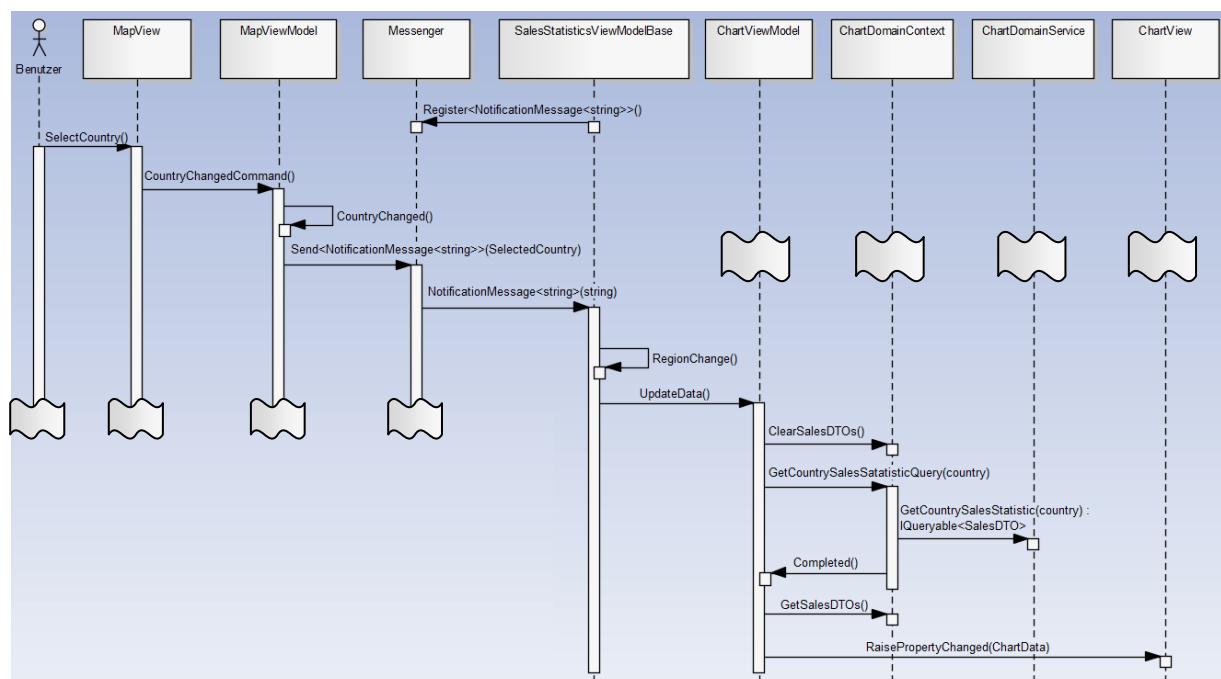 MapView
MapViewModel
Messenger
SalesStatisticsViewModelBase
ChartViewModel
ChartDomainContext
ChartDomainService
ChartView
Benutzer
Register<NotificationMessage<string>>()
SelectCountry()
CountryChangedCommand()
CountryChanged()
Send<NotificationMessage<string>>(SelectedCountry)
NotificationMessage<string>(string)
RegionChange()
UpdateData()
ClearSalesDTOs()
GetCountrySalesSatatisticQuery(country)
GetCountrySalesStatistic(country) :
IQueryable<SalesDTO>
Completed()
GetSalesDTOs()
RaisePropertyChanged(ChartData)